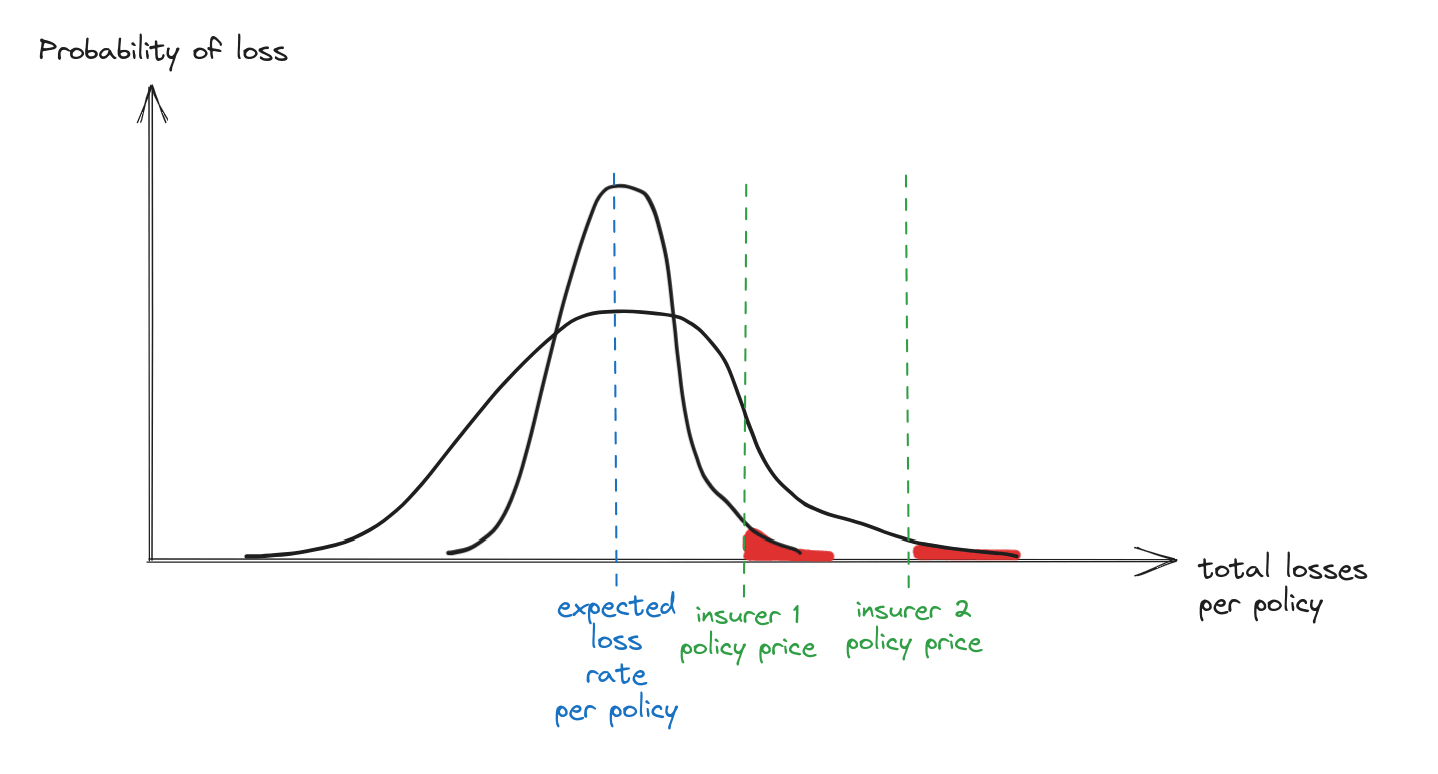 Probability of loss
total losses
per policy
expected
loss
rate
per policy
insurer 1
policy price
insurer 2
policy price